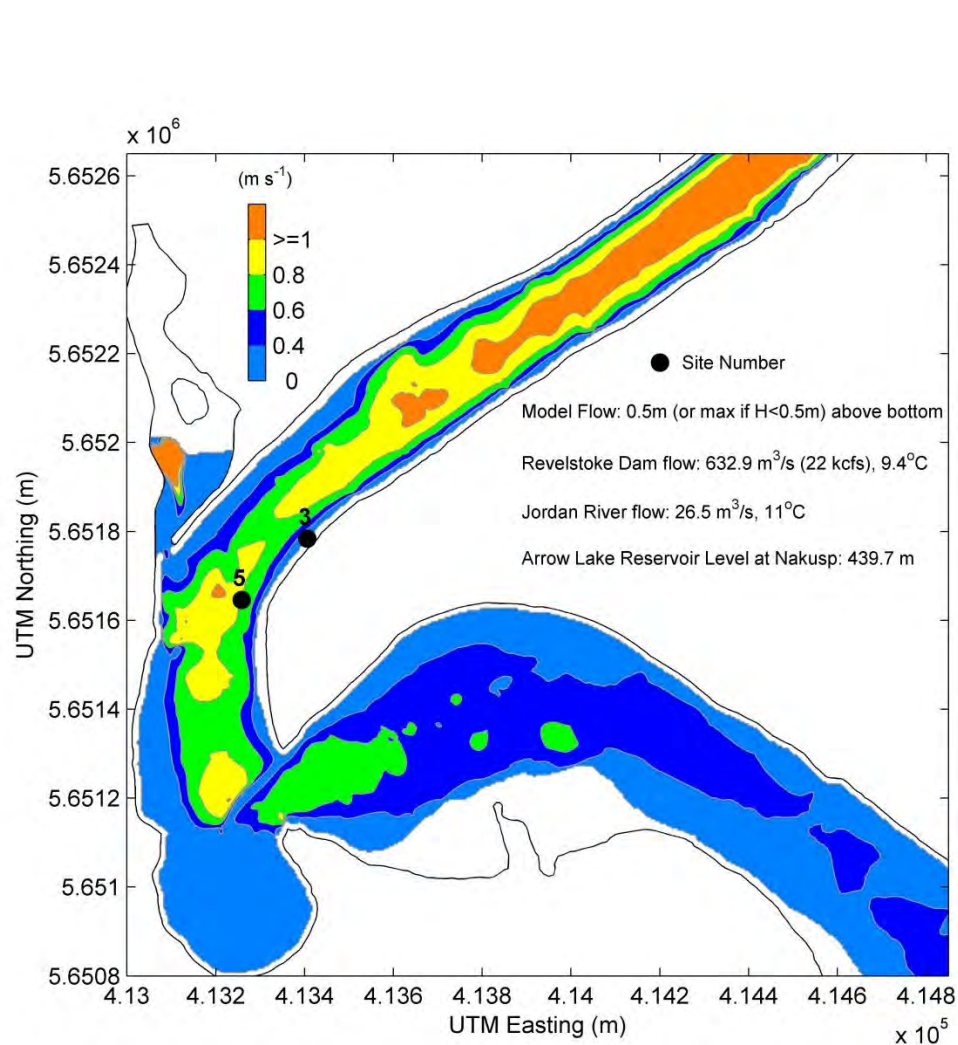 x 10^6
5.6526
5.6524
5.6522
5.652
5.6518
5.6516
5.6514
5.6512
5.651
5.6508
UTM Northing (m)
(m s^-1)
>=1
0.8
0.6
0.4
0
Site Number
Model Flow: 0.5m (or max if H<0.5m) above bottom
Revelstoke Dam flow: 632.9 m^3/s (22 kcfs), 9.4°C
Jordan River flow: 26.5 m^3/s, 11°C
Arrow Lake Reservoir Level at Nakusp: 439.7 m
3
5
4.13 4.132 4.134 4.136 4.138 4.14 4.142 4.144 4.146 4.148
UTM Easting (m)
x 10^5